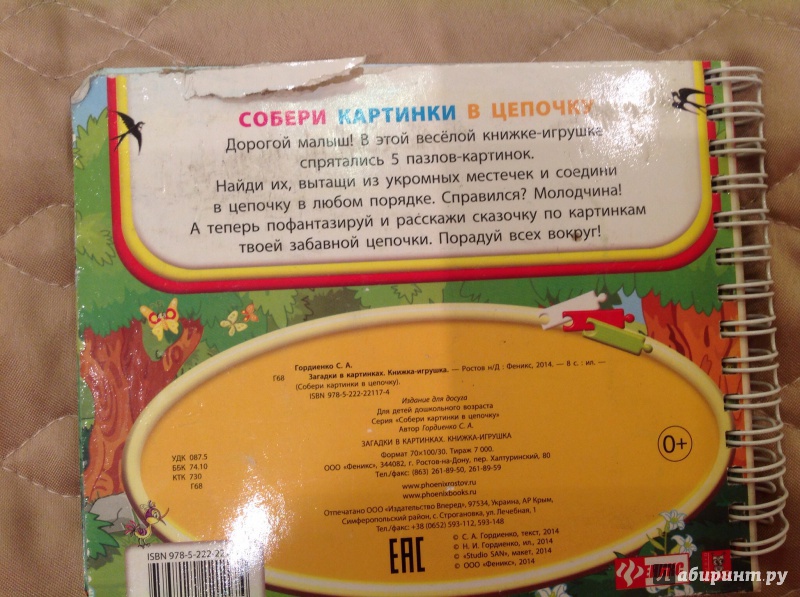 СОБЕРИ КАРТИНКИ В ЦЕПОЧКУ
Дорогой малыш! В этой весёлой книжке-игрушке
спрятались 5 пазлов-картинок.
Найди их, вытащи из укромных местечек и соедини
в цепочку в любом порядке. Справился? Молодчина!
А теперь пофантазируй и расскажи сказочку по картинкам
твоей забавной цепочки. Порадуй всех вокруг!
Гордиенко С. А.
Г68 Загадки в картинках. Книжка-игрушка. — Ростов н/Д : Феникс, 2014. — 8 с. : ил. —
(Собери картинки в цепочку).
ISBN 978-5-222-22117-4
Издание для досуга
Для детей дошкольного возраста
Серия «Собери картинки в цепочку»
Автор Гордиенко С. А.
ЗАГАДКИ В КАРТИНКАХ. КНИЖКА-ИГРУШКА
УДК 087.5
ББК 74.10
КТК 730
Г68
Формат 70×100/30. Тираж 7 000.
ООО «Феникс», 344082, г. Ростов-на-Дону, пер. Халтуринский, 80
Тел./факс: (863) 261-89-50, 261-89-59
0+
www.phoenixrostov.ru
www.phoenixbooks.ru
Отпечатано ООО «Издательство Вперед», 97534, Украина, АР Крым,
Симферопольский район, с. Строгановка, ул. Лечебная, 1
Тел./факс: +38 (0652) 593-112, 593-148
EAC
© С. А. Гордиенко, текст, 2014
© Н. И. Гордиенко, ил., 2014
© «Studio SAN», макет, 2014
© ООО «Феникс», 2014
ISBN 978-5-222-22
Лабиринт.ру